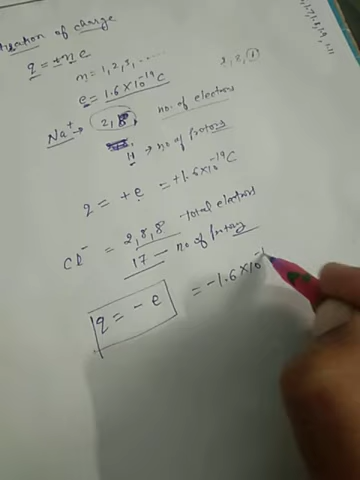 tization of charge
q = ±ne
n = 1, 2, 3, ......
e = 1.6×10⁻¹⁹ C
2, 8, 1
Na⁺ 2, 8 no. of electrons
11 → no of protons
q = +e = +1.6×10⁻¹⁹ C
Cl⁻ = 2, 8, 8 - total electrons
17 - no of protons
q = - e = -1.6×10⁻